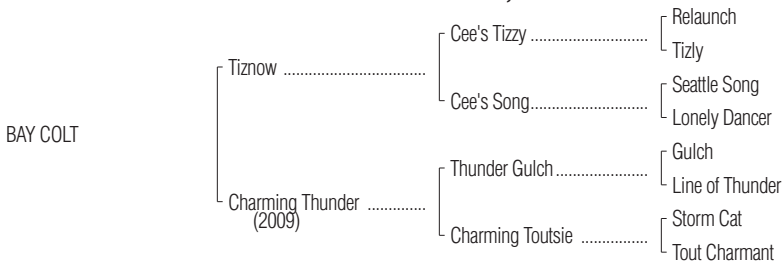 Relaunch
Cee's Tizzy ............................
Tizly
Tiznow ..................................
Seattle Song
Cee's Song............................
Lonely Dancer
BAY COLT
Gulch
Thunder Gulch......................
Line of Thunder
Charming Thunder ..............
(2009)
Storm Cat
Charming Toutsie ................
Tout Charmant